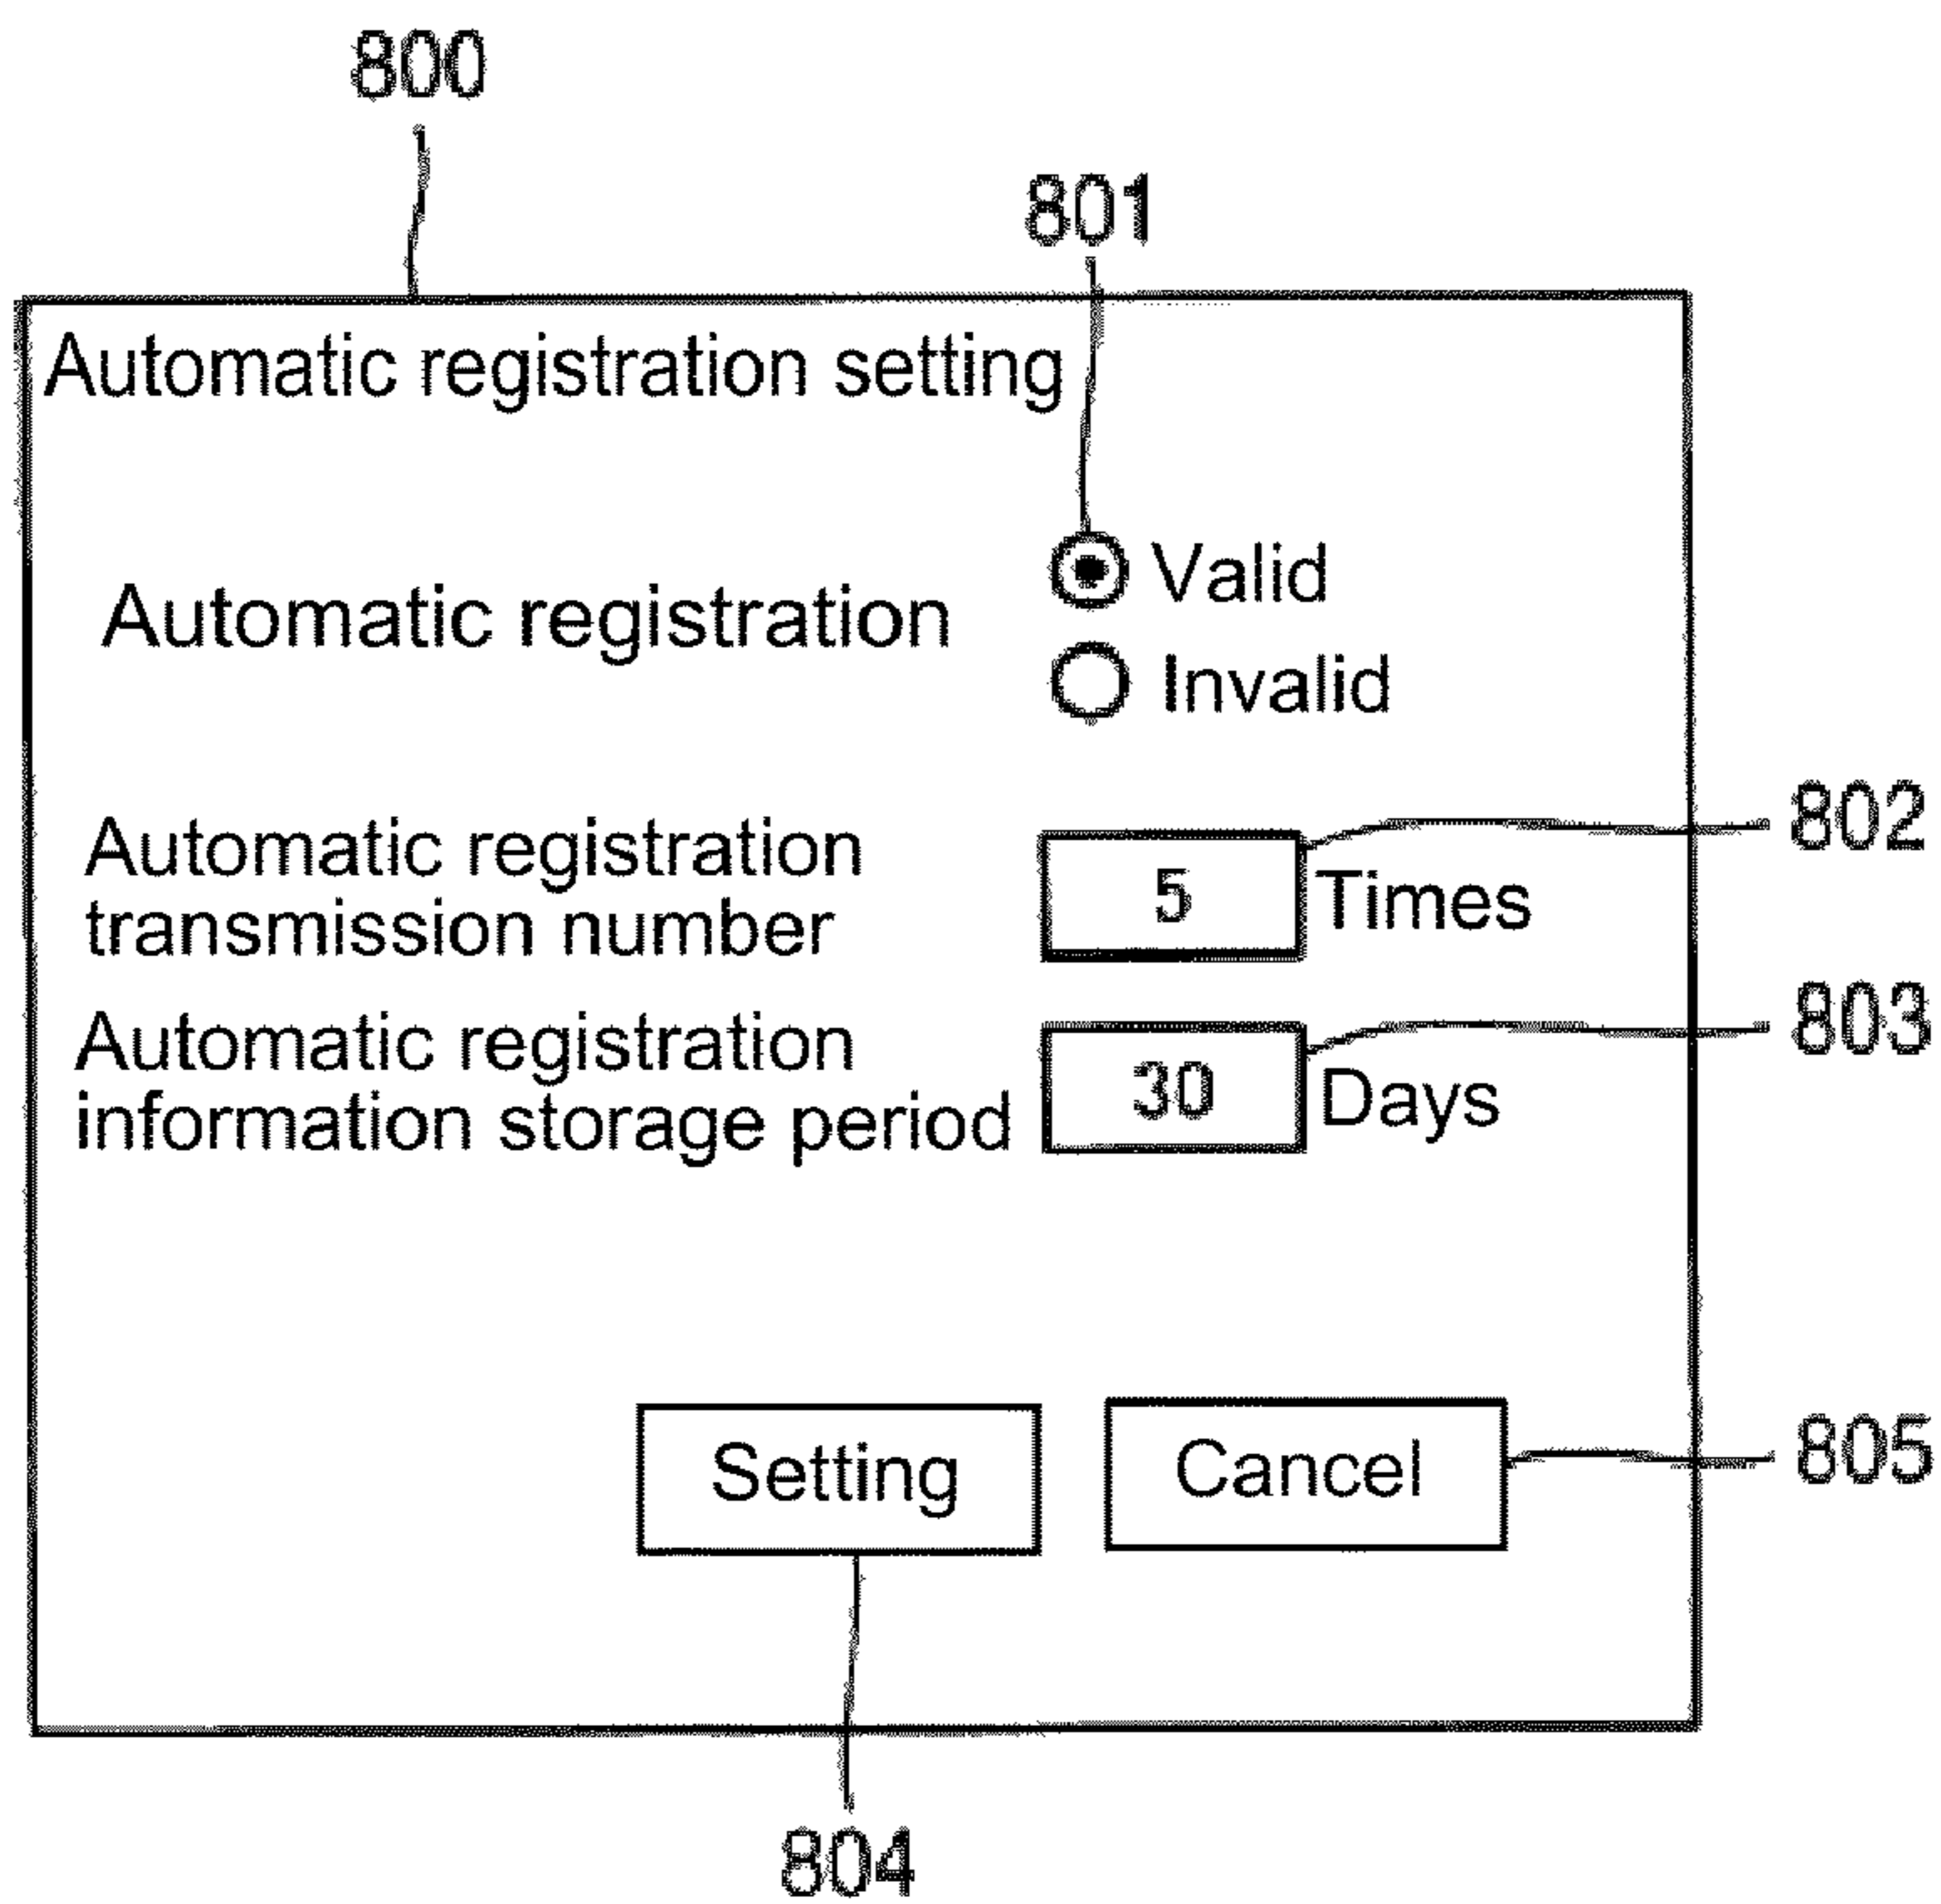 800
801
Automatic registration setting
Valid
Automatic registration
Invalid
802
Automatic registration
transmission number
5 Times
803
Automatic registration
information storage period
30 Days
Setting
Cancel
805
804